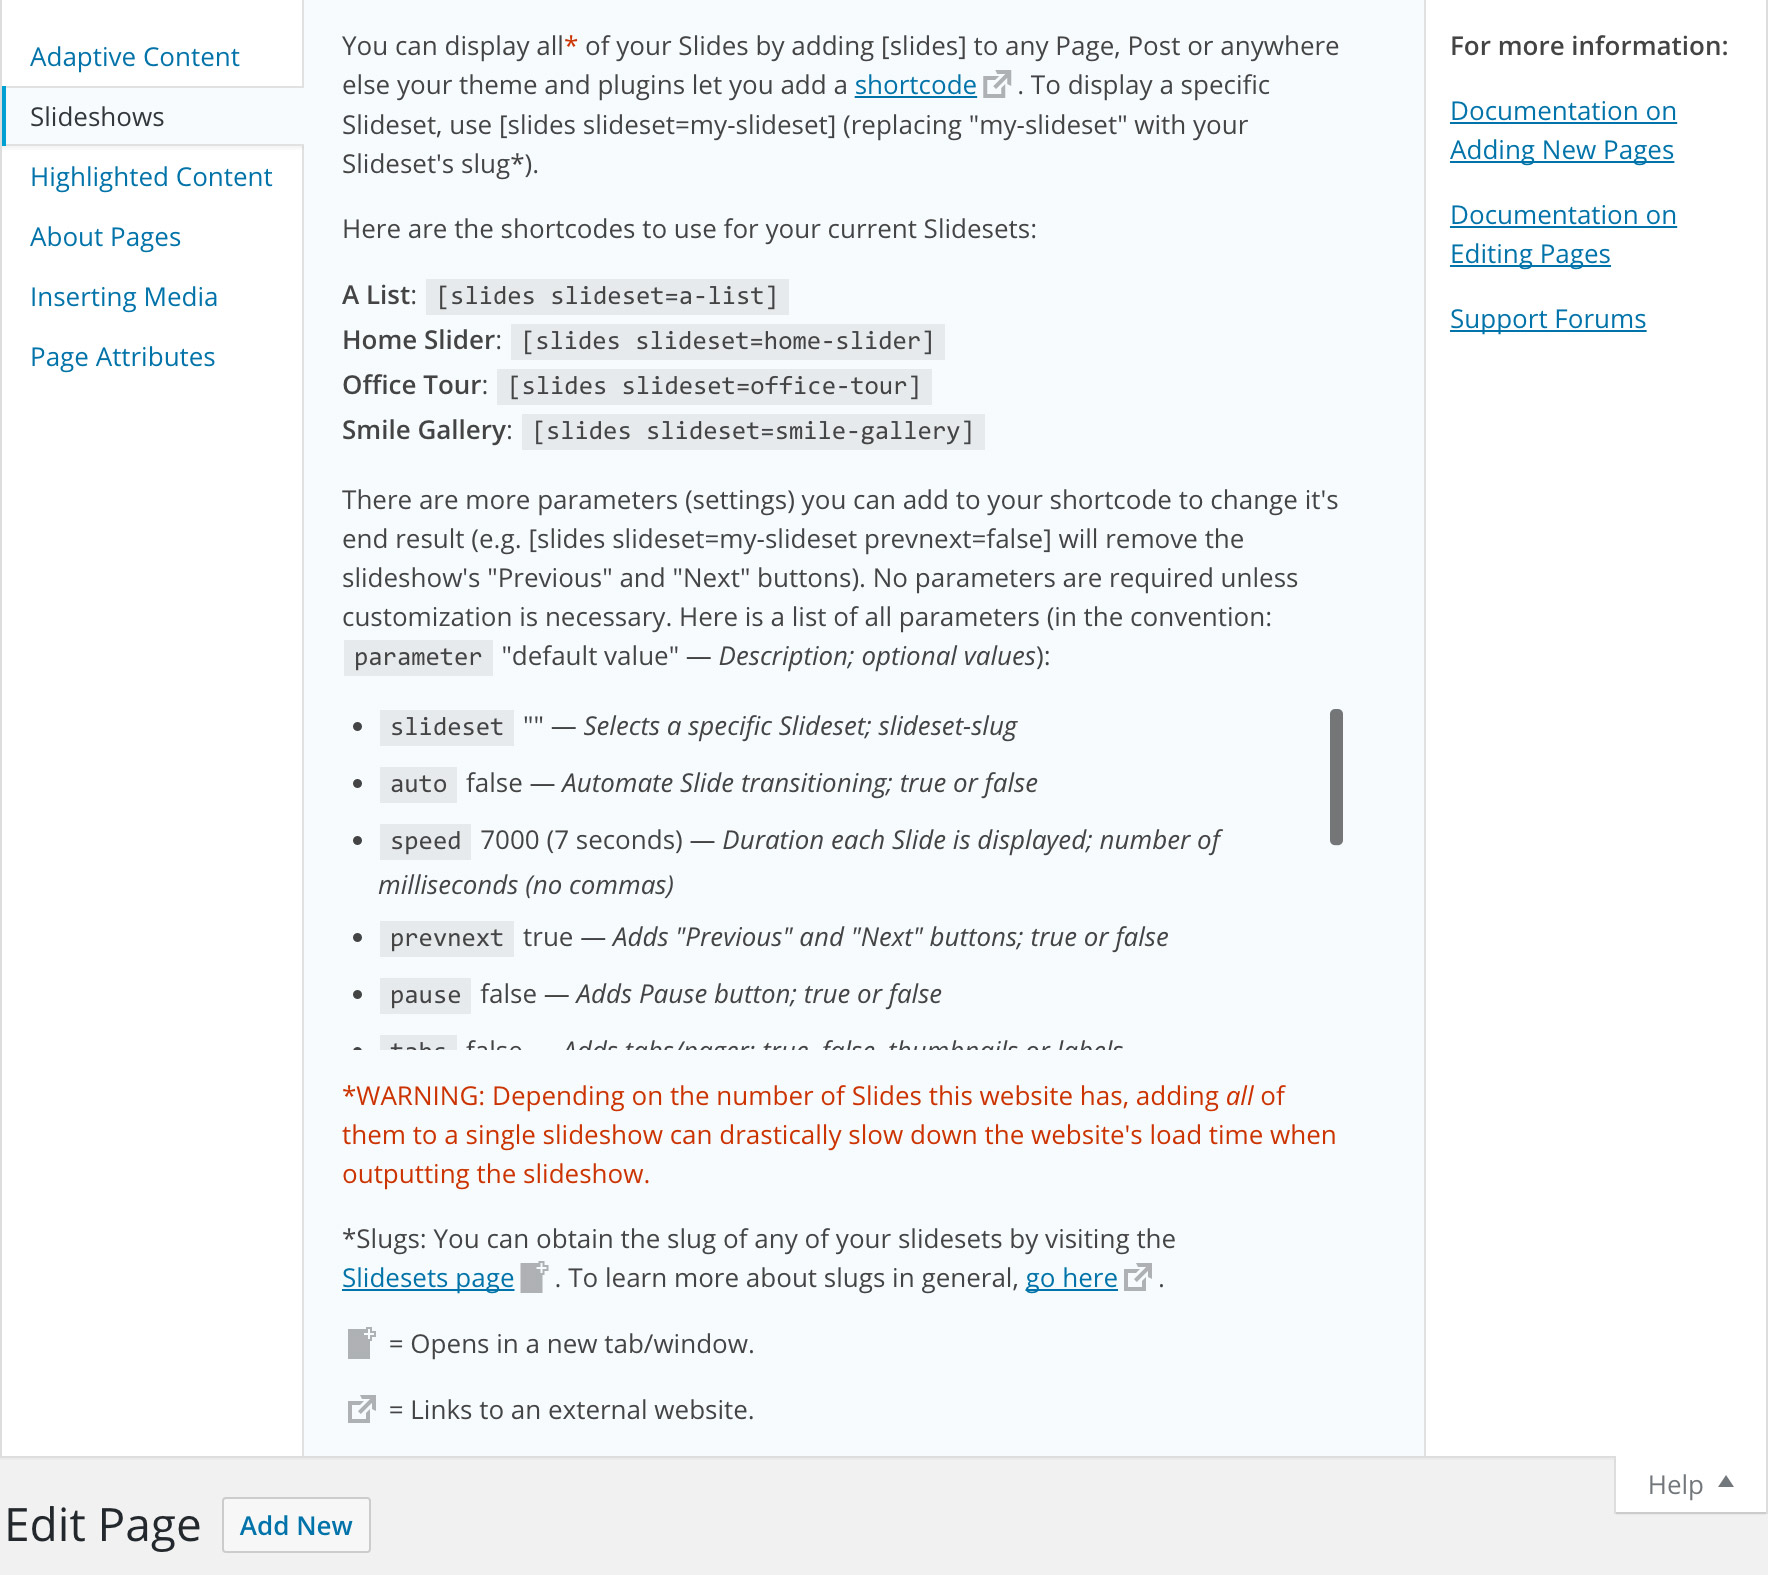 Adaptive Content
Slideshows
Highlighted Content
About Pages
Inserting Media
Page Attributes
You can display all* of your Slides by adding [slides] to any Page, Post or anywhere
else your theme and plugins let you add a shortcode . To display a specific
Slideset, use [slides slideset=my-slideset] (replacing "my-slideset" with your
Slideset's slug*).
Here are the shortcodes to use for your current Slidesets:
A List: [slides slideset=a-list]
Home Slider: [slides slideset=home-slider]
Office Tour: [slides slideset=office-tour]
Smile Gallery: [slides slideset=smile-gallery]
There are more parameters (settings) you can add to your shortcode to change it's
end result (e.g. [slides slideset=my-slideset prevnext=false] will remove the
slideshow's "Previous" and "Next" buttons). No parameters are required unless
customization is necessary. Here is a list of all parameters (in the convention:
parameter "default value" — Description; optional values):
• slideset "" — Selects a specific Slideset; slideset-slug
• auto false — Automate Slide transitioning; true or false
• speed 7000 (7 seconds) — Duration each Slide is displayed; number of
milliseconds (no commas)
• prevnext true — Adds "Previous" and "Next" buttons; true or false
• pause false — Adds Pause button; true or false
• tabs false — Adds tabs/pager; true, false, thumbnails or labels
*WARNING: Depending on the number of Slides this website has, adding all of
them to a single slideshow can drastically slow down the website's load time when
outputting the slideshow.
*Slugs: You can obtain the slug of any of your slidesets by visiting the
Slidesets page . To learn more about slugs in general, go here .
= Opens in a new tab/window.
= Links to an external website.
For more information:
Documentation on
Adding New Pages
Documentation on
Editing Pages
Support Forums
Help
Edit Page Add New